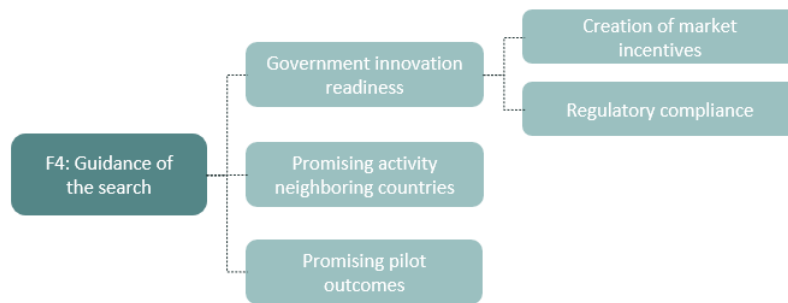 F4: Guidance of
the search
Government innovation
readiness
Promising activity
neighboring countries
Promising pilot
outcomes
Creation of market
incentives
Regulatory compliance